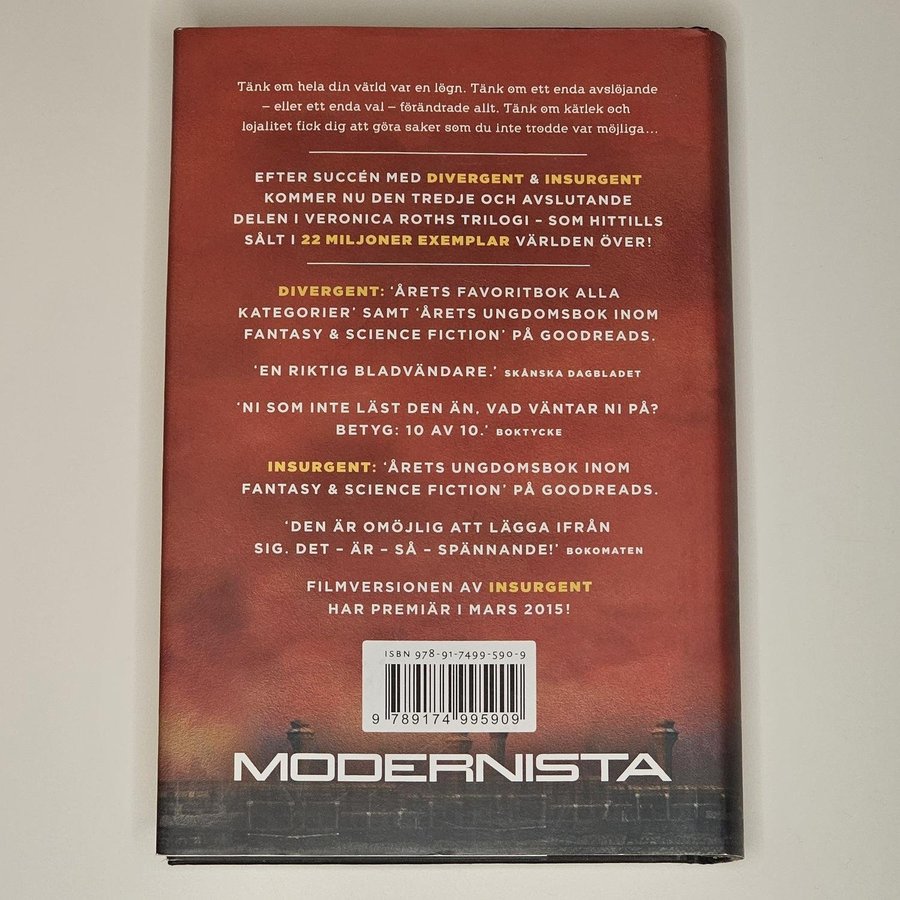 Tänk om hela din värld var en lögn. Tänk om ett enda avslöjande
– eller ett enda val – förändrade allt. Tänk om kärlek och
lojalitet fick dig att göra saker som du inte trodde var möjliga…
EFTER SUCCÉN MED DIVERGENT & INSURGENT
KOMMER NU DEN TREDJE OCH AVSLUTANDE
DELEN I VERONICA ROTHS TRILOGI – SOM HITTILLS
SÅLT I 22 MILJONER EXEMPLAR VÄRLDEN ÖVER!
DIVERGENT: ‘ÅRETS FAVORITBOK ALLA
KATEGORIER’ SAMT ‘ÅRETS UNGDOMSBOK INOM
FANTASY & SCIENCE FICTION’ PÅ GOODREADS.
‘EN RIKTIG BLADVÄNDARE.’ SKÅNSKA DAGBLADET
‘NI SOM INTE LÄST DEN ÄN, VAD VÄNTAR NI PÅ?
BETYG: 10 AV 10.’ BOKTYCKE
INSURGENT: ‘ÅRETS UNGDOMSBOK INOM
FANTASY & SCIENCE FICTION’ PÅ GOODREADS.
‘DEN ÄR OMÖJLIG ATT LÄGGA IFRÅN
SIG. DET – ÄR – SÅ – SPÄNNANDE!’ BOKOMATEN
FILMVERSIONEN AV INSURGENT
HAR PREMIÄR I MARS 2015!
ISBN 978-91-7499-590-9
9 789174 995909
MODERNISTA